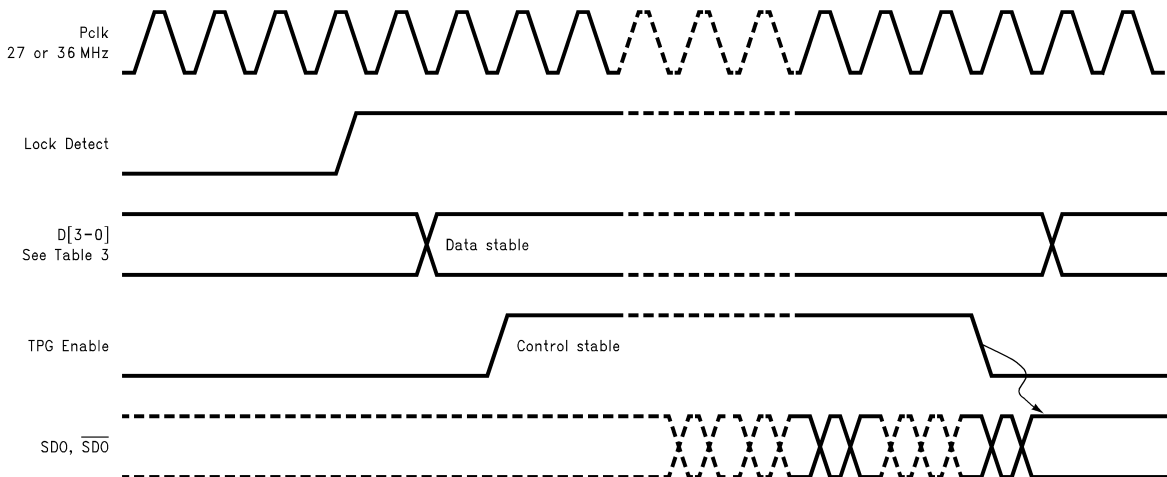 Pclk
27 or 36 MHz
Lock Detect
D[3-0]
See Table 3
Data stable
TPG Enable
Control stable
SDO, S̅D̅O̅